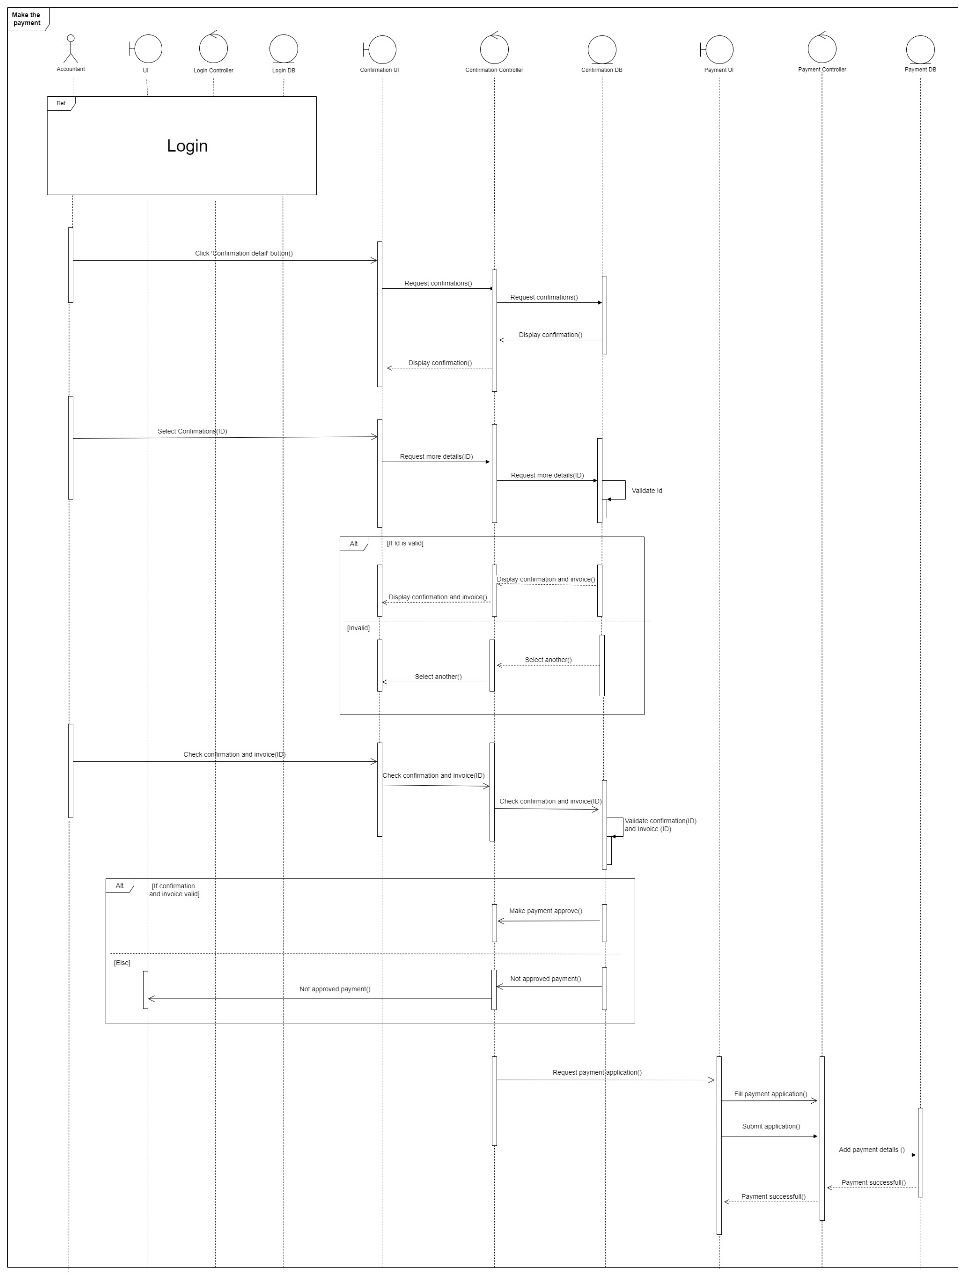 Make the
payment
Accountant
UI
Login Controller
Login DB
Confirmation UI
Confirmation Controller
Confirmation DB
Payment UI
Payment Controller
Payment DB
Ref
Login
Click 'Confirmation detail' button()
Request confirmations()
Request confirmations()
Display confirmation()
Display confirmation()
Select Confirmations(ID)
Request more details(ID)
Request more details(ID)
Validate Id
Alt
[If Id is valid]
Display confirmation and invoice()
Display confirmation and invoice()
[Invalid]
Select another()
Select another()
Check confirmation and invoice(ID)
Check confirmation and invoice(ID)
Check confirmation and invoice(ID)
Validate confirmation(ID)
and invoice (ID)
Alt
[If confirmation
and invoice valid]
Make payment approve()
[Else]
Not approved payment()
Not approved payment()
Request payment application()
Fill payment application()
Submit application()
Add payment details ()
Payment successfull()
Payment successfull()